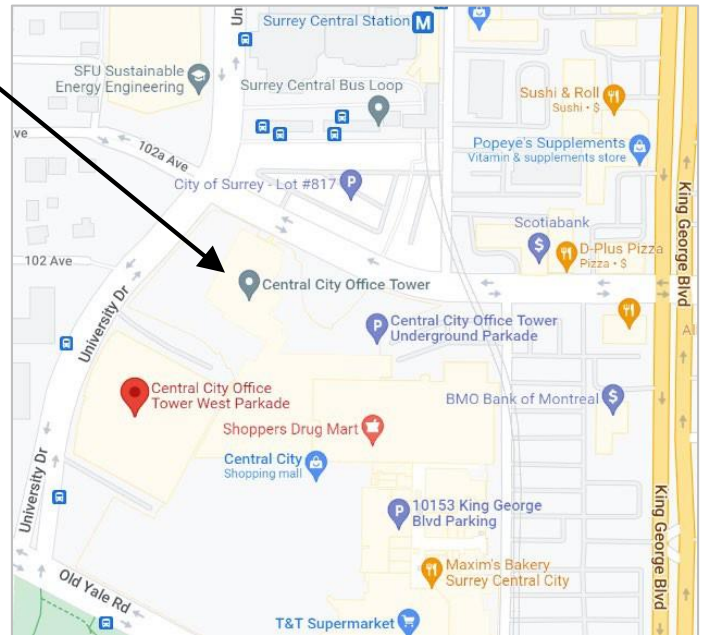 Un
Un
Surrey Central Station
M
SFU Sustainable
Energy Engineering
Surrey Central Bus Loop
Sushi & Roll
Sushi • $
ve
102a Ave
Popeye's Supplements
Vitamin & supplements store
City of Surrey - Lot #817
P
King George Blvd
Scotiabank
$
D-Plus Pizza
Pizza • $
102 Ave
Central City Office Tower
University Dr
P
Central City Office Tower
Underground Parkade
Al
Central City Office
Tower West Parkade
BMO Bank of Montreal
$
Shoppers Drug Mart
Central City
Shopping mall
University Dr
P
10153 King George
Blvd Parking
King George Blvd
Maxim's Bakery
Surrey Central City
Old Yale Rd
T&T Supermarket